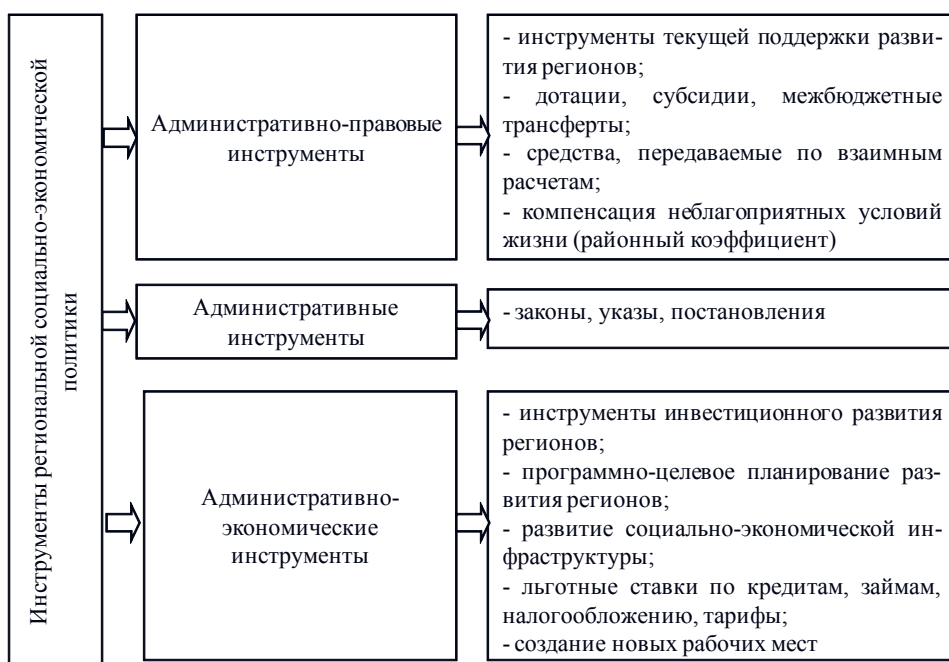 Инструменты региональной социально-экономической
политики
Административно-правовые
инструменты
- инструменты текущей поддержки разви-
тия регионов;
- дотации, субсидии, межбюджетные
трансферты;
- средства, передаваемые по взаимным
расчетам;
- компенсация неблагоприятных условий
жизни (районный коэффициент)
Административные
инструменты
- законы, указы, постановления
Административно-
экономические
инструменты
- инструменты инвестиционного развития
регионов;
- программно-целевое планирование раз-
вития регионов;
- развитие социально-экономической ин-
фраструктуры;
- льготные ставки по кредитам, займам,
налогообложению, тарифы;
- создание новых рабочих мест